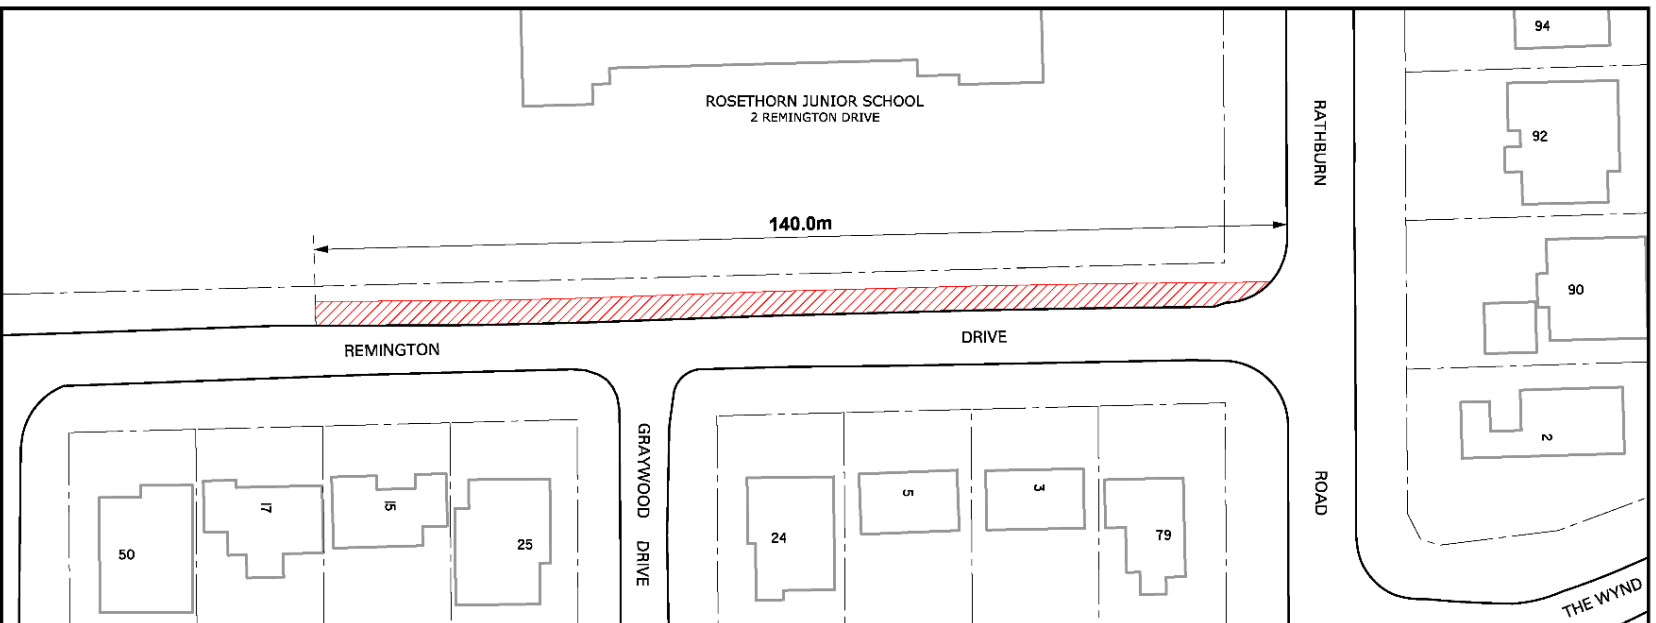 94
ROSETHORN JUNIOR SCHOOL
2 REMINGTON DRIVE
RATHBURN
92
140.0m
90
REMINGTON
DRIVE
2
GRAYWOOD DRIVE
ROAD
50
17
15
25
24
5
3
79
THE WYND